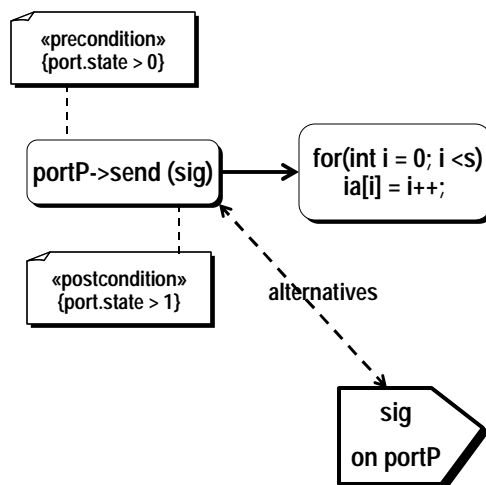 «precondition»
{port.state > 0}
portP->send (sig)
for(int i = 0; i <s)
ia[i] = i++;
«postcondition»
{port.state > 1}
alternatives
sig
on portP